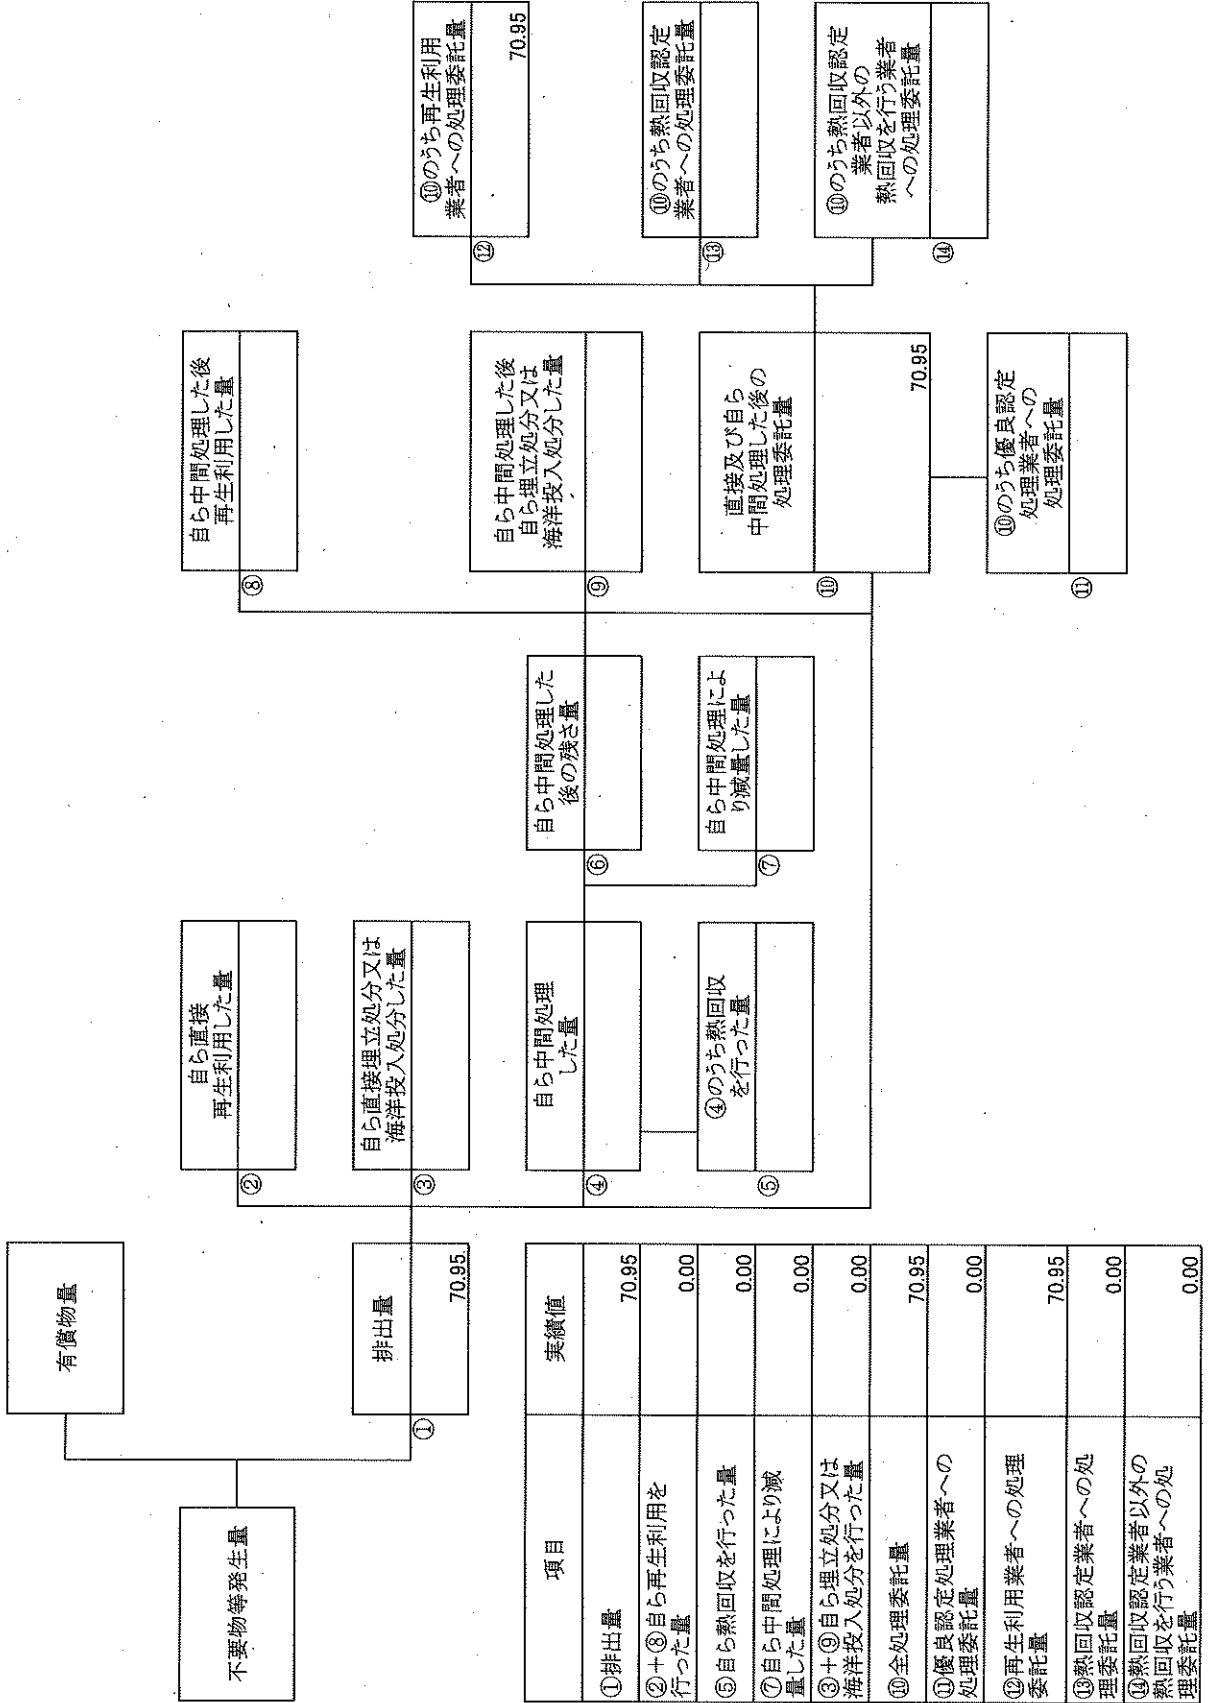 有償物量
不要物等発生量
排出量
①
70.95
自ら直接
再生利用した量
②
自ら直接埋立処分又は
海洋投入処分した量
③
自ら中間処理
した量
④
④のうち熱回収
を行った量
⑤
自ら中間処理した
後の残さ量
⑥
自ら中間処理によ
り減量した量
⑦
自ら中間処理した後
再生利用した量
⑧
自ら中間処理した後
自ら埋立処分又は
海洋投入処分した量
⑨
直接及び自ら
中間処理した後の
処理委託量
⑩
70.95
⑩のうち優良認定
処理業者への
処理委託量
⑪
⑩のうち再生利用
業者への処理委託量
⑫
70.95
⑩のうち熱回収認定
業者への処理委託量
⑬
⑩のうち熱回収認定
業者以外の
熱回収を行う業者
への処理委託量
⑭
項目 実績値
①排出量 70.95
②+⑧自ら再生利用を
行った量 0.00
⑤自ら熱回収を行った量 0.00
⑦自ら中間処理により減
量した量 0.00
③+⑨自ら埋立処分又は
海洋投入処分を行った量 0.00
⑩全処理委託量 70.95
⑪優良認定処理業者への
処理委託量 0.00
⑫再生利用業者への処理
委託量 70.95
⑬熱回収認定業者への処
理委託量 0.00
⑭熱回収認定業者以外の
熱回収を行う業者への処
理委託量 0.00